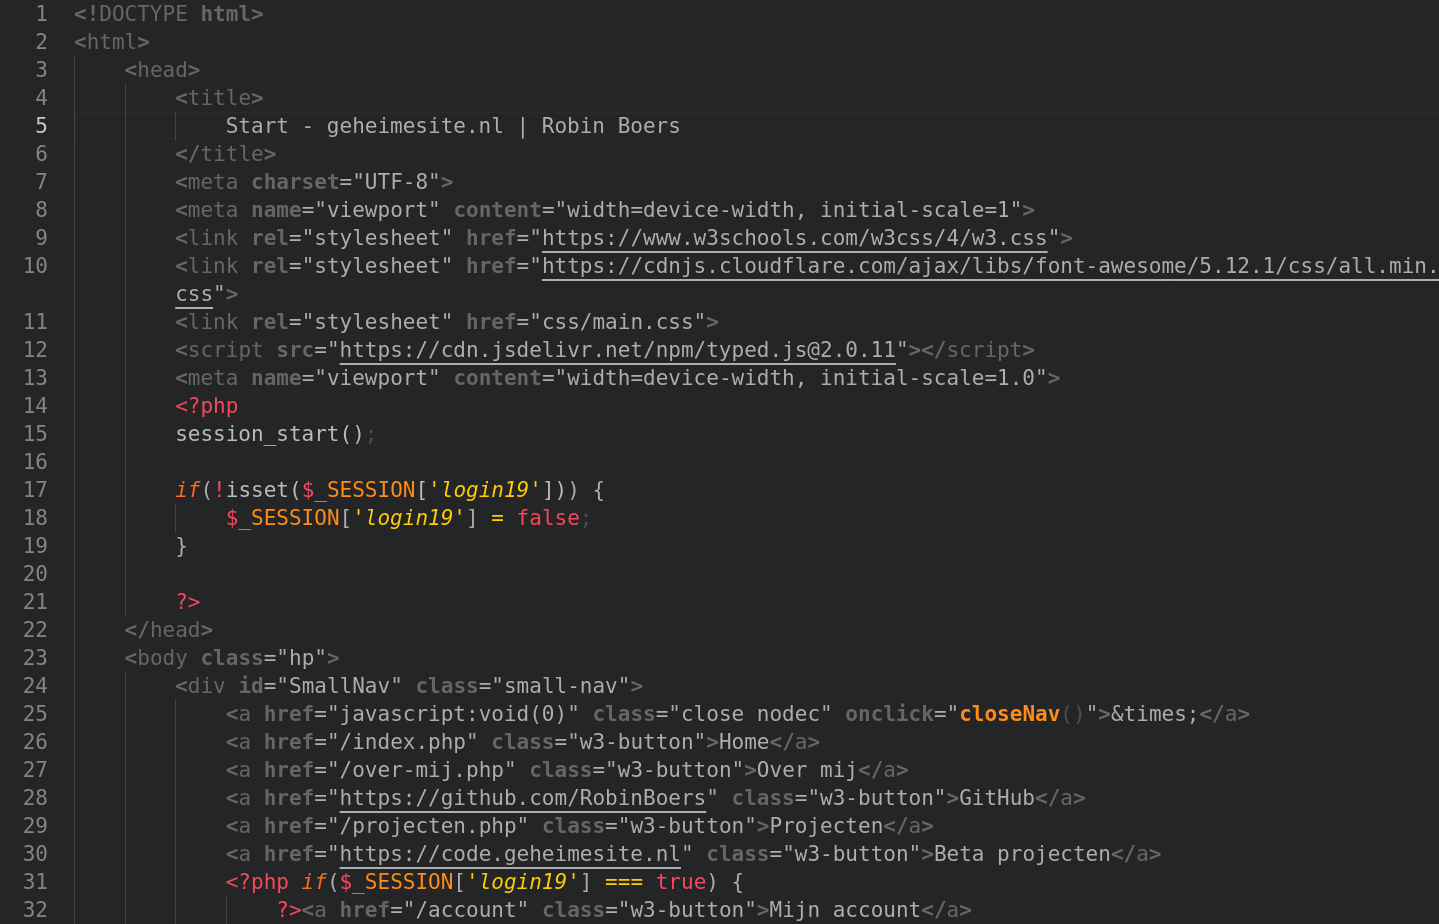 1 <!DOCTYPE html>
2 <html>
3     <head>
4         <title>
5             Start - geheimesite.nl | Robin Boers
6         </title>
7         <meta charset="UTF-8">
8         <meta name="viewport" content="width=device-width, initial-scale=1">
9         <link rel="stylesheet" href="https://www.w3schools.com/w3css/4/w3.css">
10         <link rel="stylesheet" href="https://cdnjs.cloudflare.com/ajax/libs/font-awesome/5.12.1/css/all.min.
css">
11         <link rel="stylesheet" href="css/main.css">
12         <script src="https://cdn.jsdelivr.net/npm/typed.js@2.0.11"></script>
13         <meta name="viewport" content="width=device-width, initial-scale=1.0">
14         <?php
15         session_start();
16
17         if(!isset($_SESSION['login19'])) {
18             $_SESSION['login19'] = false;
19         }
20
21         ?>
22     </head>
23     <body class="hp">
24         <div id="SmallNav" class="small-nav">
25             <a href="javascript:void(0)" class="close nodec" onclick="closeNav()">&times;</a>
26             <a href="/index.php" class="w3-button">Home</a>
27             <a href="/over-mij.php" class="w3-button">Over mij</a>
28             <a href="https://github.com/RobinBoers" class="w3-button">GitHub</a>
29             <a href="/projecten.php" class="w3-button">Projecten</a>
30             <a href="https://code.geheimesite.nl" class="w3-button">Beta projecten</a>
31             <?php if($_SESSION['login19'] === true) {
32                 ?><a href="/account" class="w3-button">Mijn account</a>